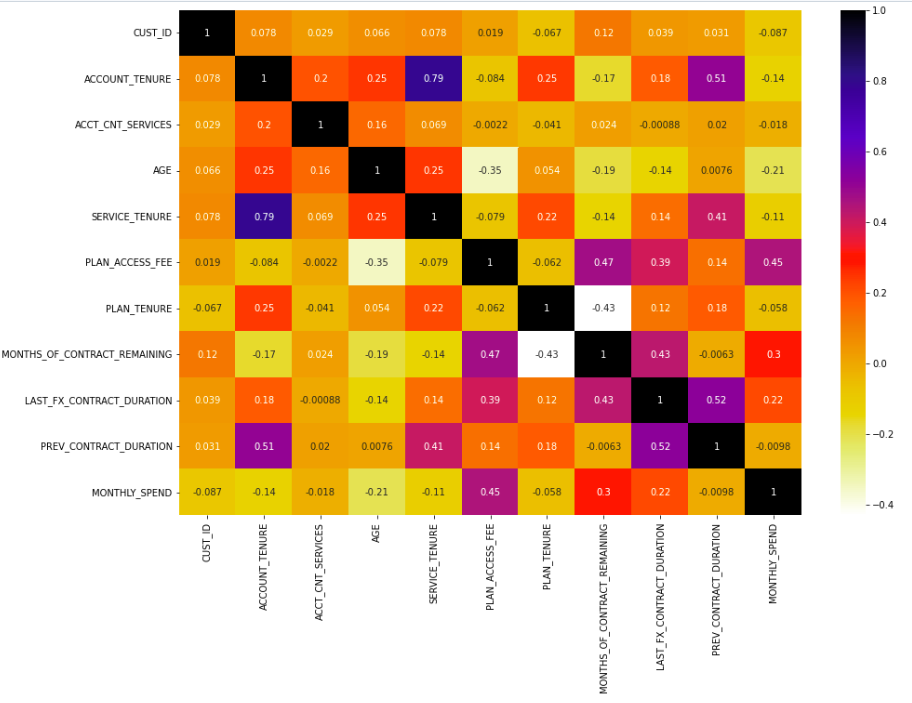 CUST_ID 1 0.078 0.029 0.066 0.078 0.019 -0.067 0.12 0.039 0.031 -0.087
ACCOUNT_TENURE 0.078 1 0.2 0.25 0.79 -0.084 0.25 -0.17 0.18 0.51 -0.14
ACCT_CNT_SERVICES 0.029 0.2 1 0.16 0.069 -0.0022 -0.041 0.024 -0.00088 0.02 -0.018
AGE 0.066 0.25 0.16 1 0.25 -0.35 0.054 -0.19 -0.14 0.0076 -0.21
SERVICE_TENURE 0.078 0.79 0.069 0.25 1 -0.079 0.22 -0.14 0.14 0.41 -0.11
PLAN_ACCESS_FEE 0.019 -0.084 -0.0022 -0.35 -0.079 1 -0.062 0.47 0.39 0.14 0.45
PLAN_TENURE -0.067 0.25 -0.041 0.054 0.22 -0.062 1 -0.43 0.12 0.18 -0.058
MONTHS_OF_CONTRACT_REMAINING 0.12 -0.17 0.024 -0.19 -0.14 0.47 -0.43 1 0.43 -0.0063 0.3
LAST_FX_CONTRACT_DURATION 0.039 0.18 -0.00088 -0.14 0.14 0.39 0.12 0.43 1 0.52 0.22
PREV_CONTRACT_DURATION 0.031 0.51 0.02 0.0076 0.41 0.14 0.18 -0.0063 0.52 1 -0.0098
MONTHLY_SPEND -0.087 -0.14 -0.018 -0.21 -0.11 0.45 -0.058 0.3 0.22 -0.0098 1
CUST_ID
ACCOUNT_TENURE
ACCT_CNT_SERVICES
AGE
SERVICE_TENURE
PLAN_ACCESS_FEE
PLAN_TENURE
MONTHS_OF_CONTRACT_REMAINING
LAST_FX_CONTRACT_DURATION
PREV_CONTRACT_DURATION
MONTHLY_SPEND
1.0
0.8
0.6
0.4
0.2
0.0
-0.2
-0.4